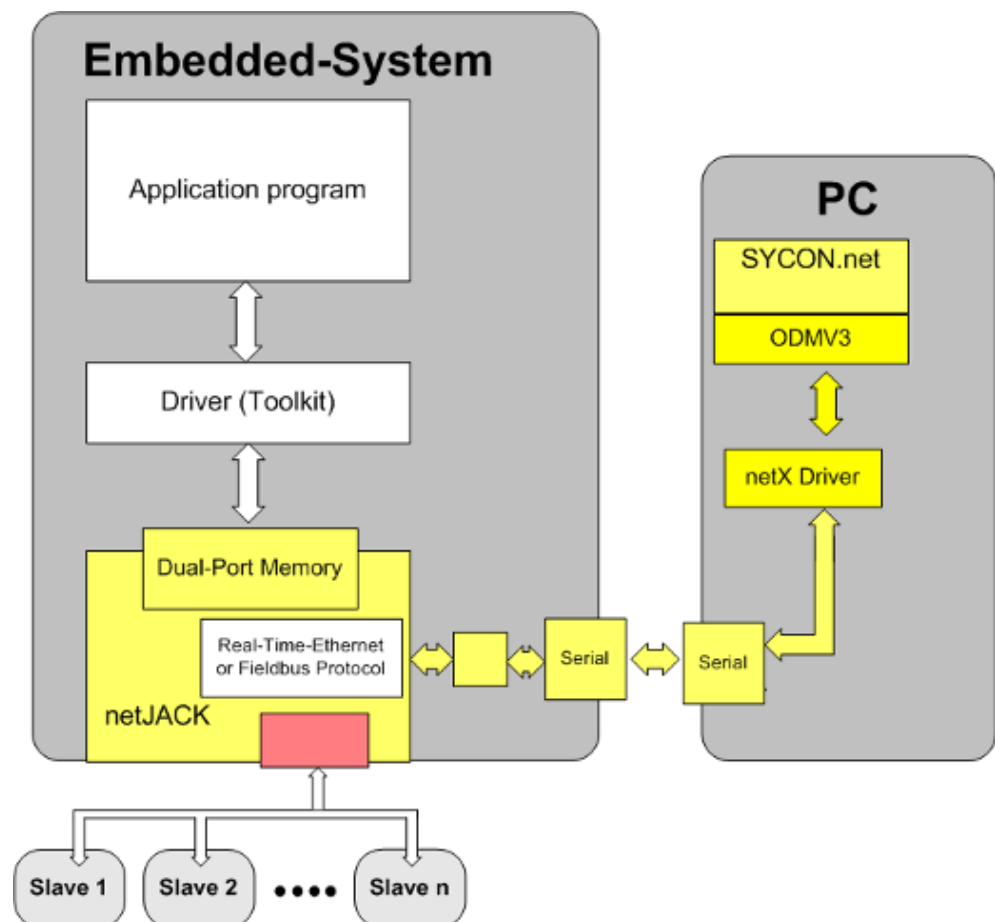 Embedded-System
Application program
Driver (Toolkit)
Dual-Port Memory
Real-Time-Ethernet
or Fieldbus Protocol
netJACK
Serial
Slave 1
Slave 2
Slave n
PC
SYCON.net
ODMV3
netX Driver
Serial